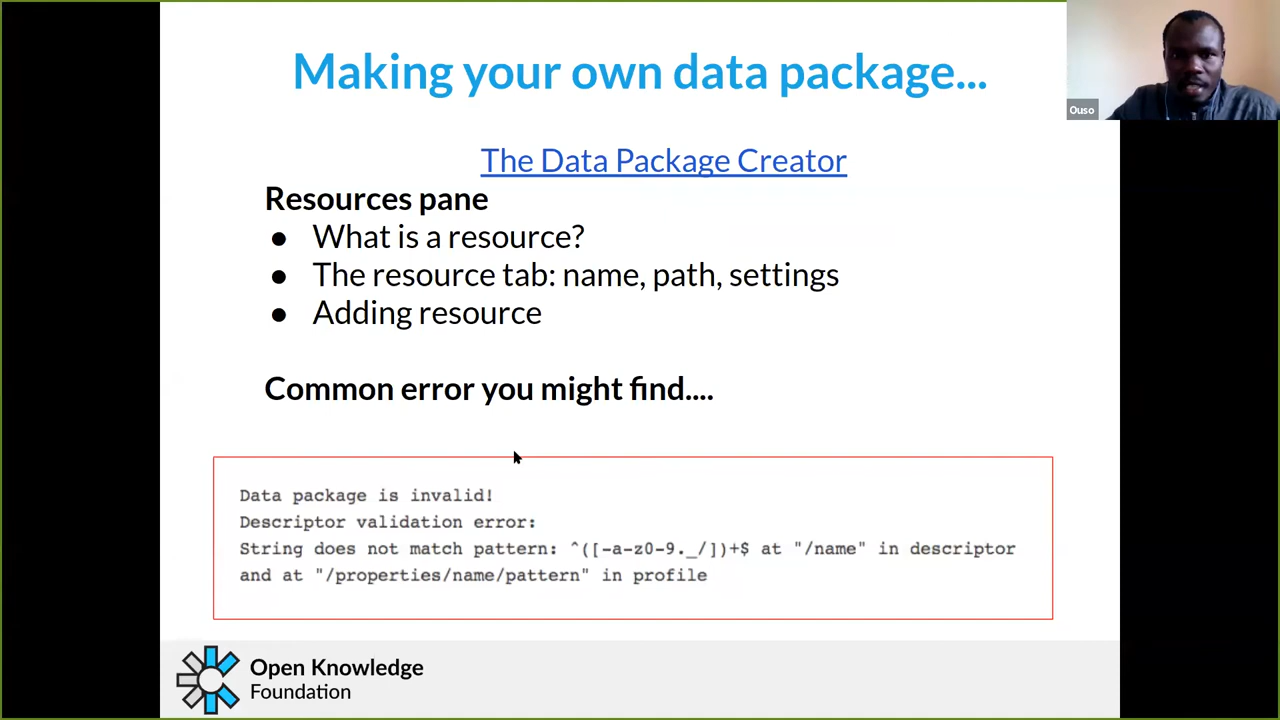 Making your own data package...
Ouso
The Data Package Creator
Resources pane
● What is a resource?
● The resource tab: name, path, settings
● Adding resource
Common error you might find....
Data package is invalid!
Descriptor validation error:
String does not match pattern: ^([-a-z0-9._/])+$ at "/name" in descriptor
and at "/properties/name/pattern" in profile
Open Knowledge
Foundation